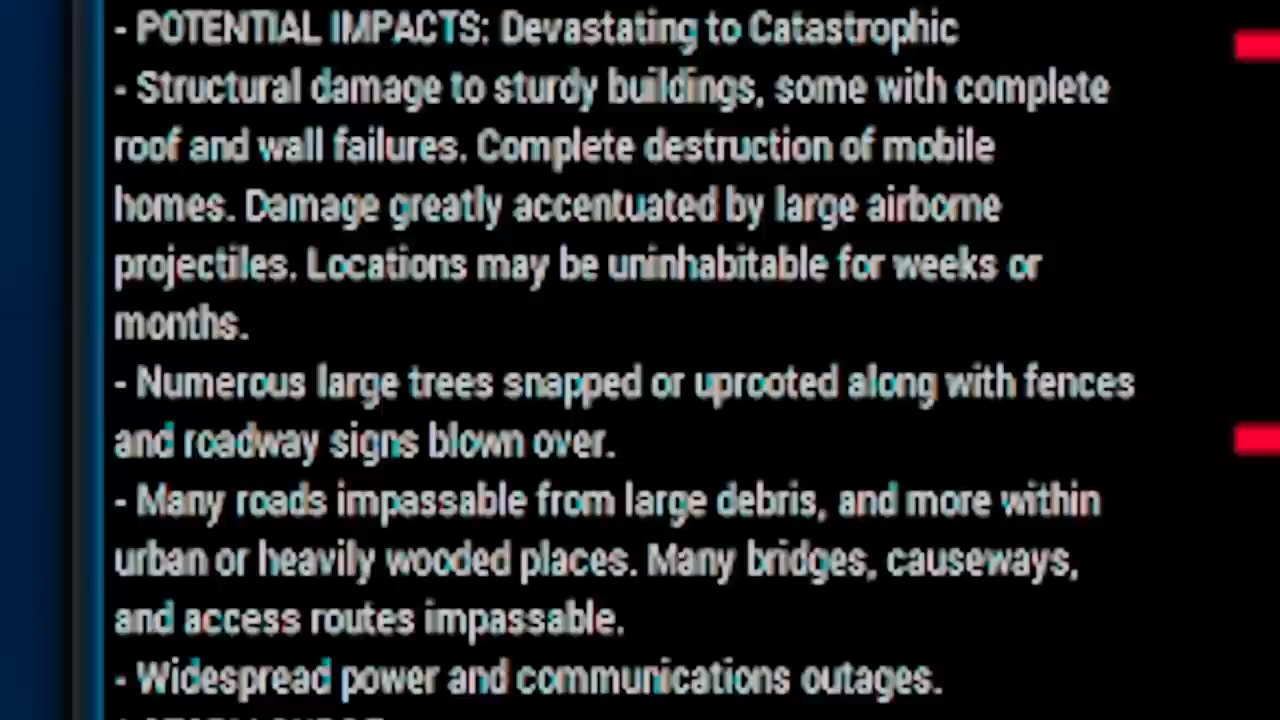 - POTENTIAL IMPACTS: Devastating to Catastrophic
- Structural damage to sturdy buildings, some with complete
roof and wall failures. Complete destruction of mobile
homes. Damage greatly accentuated by large airborne
projectiles. Locations may be uninhabitable for weeks or
months.
- Numerous large trees snapped or uprooted along with fences
and roadway signs blown over.
- Many roads impassable from large debris, and more within
urban or heavily wooded places. Many bridges, causeways,
and access routes impassable.
- Widespread power and communications outages.